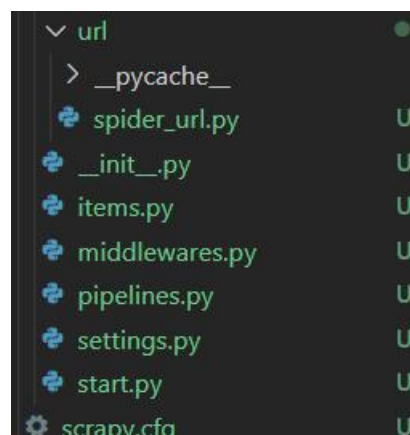 url
__pycache__
spider_url.py U
__init__.py U
items.py U
middlewares.py U
pipelines.py U
settings.py U
start.py U
scrapy.cfg U